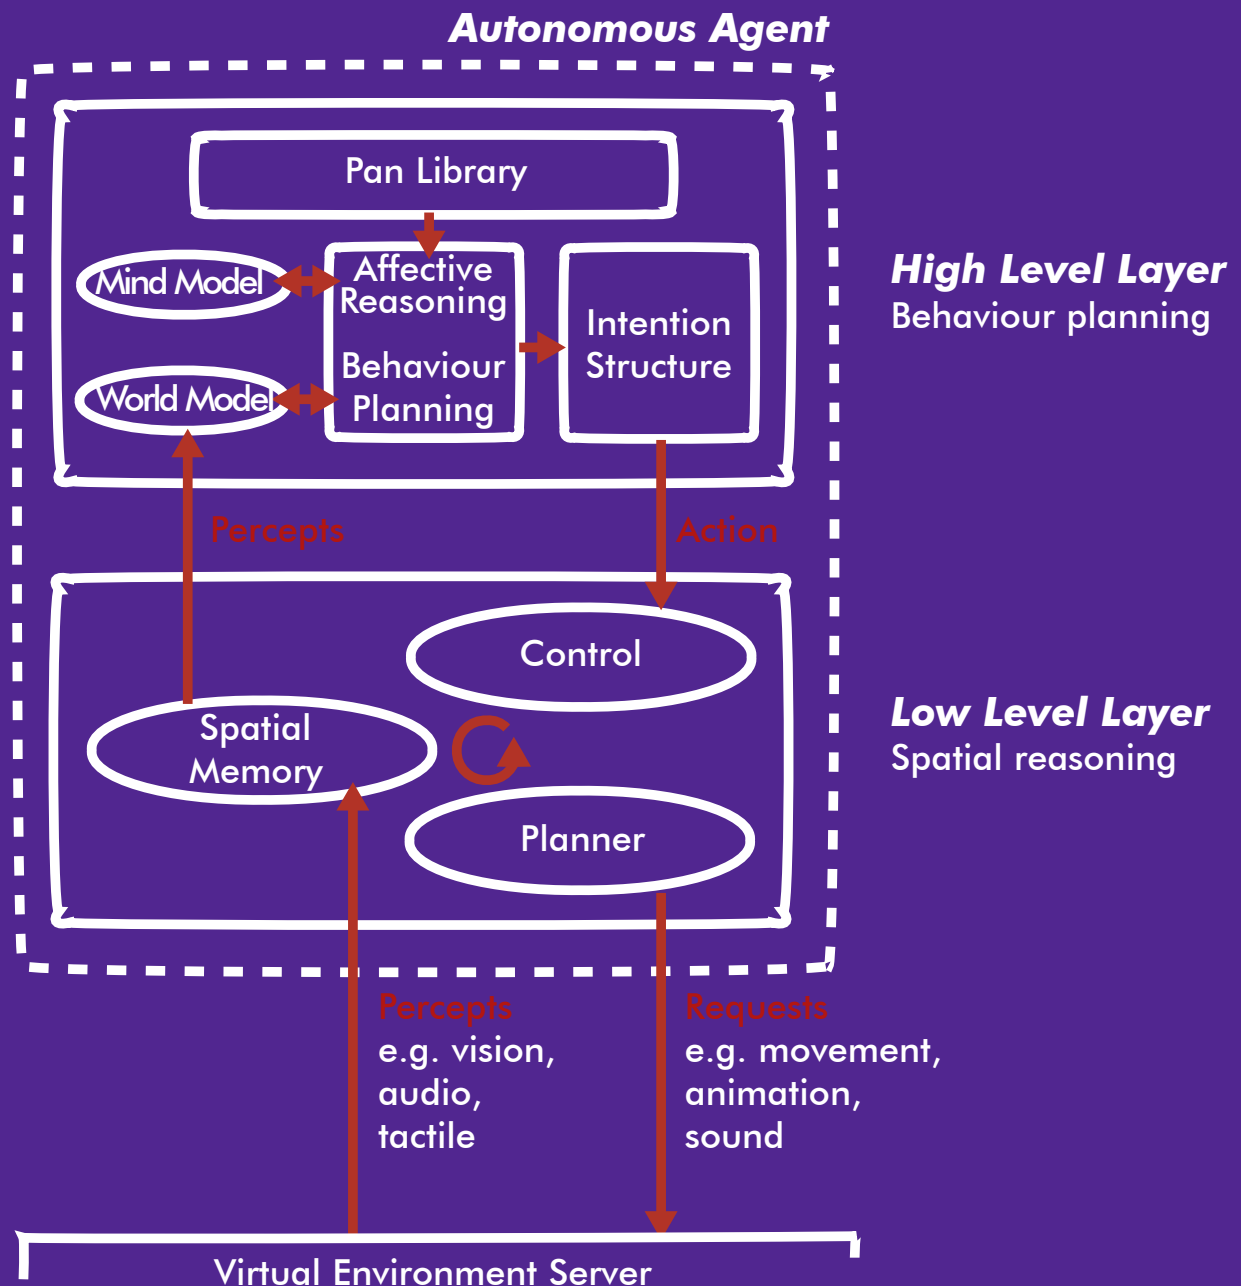 Autonomous Agent
Pan Library
Mind Model
Affective
Reasoning
World Model
Behaviour
Planning
Intention
Structure
High Level Layer
Behaviour planning
Percepts
Action
Control
Spatial
Memory
Planner
Low Level Layer
Spatial reasoning
Percepts
e.g. vision,
audio,
tactile
Requests
e.g. movement,
animation,
sound
Virtual Environment Server